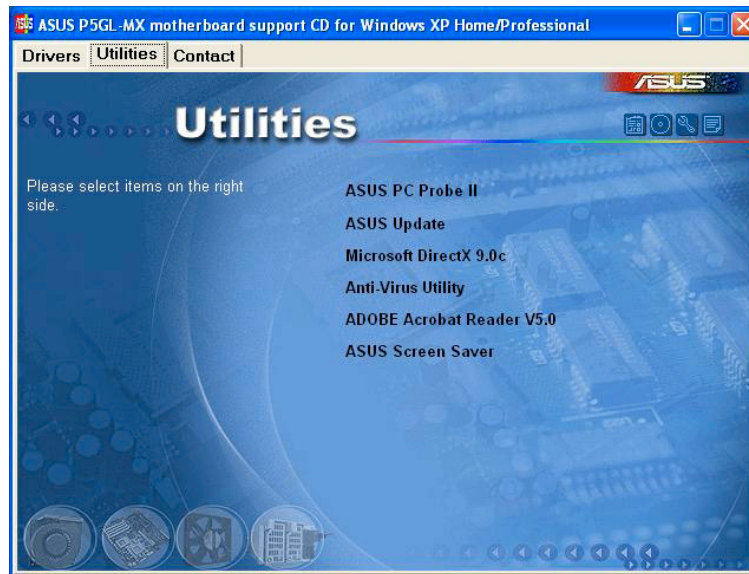 ASUS P5GL-MX motherboard support CD for Windows XP Home/Professional
Drivers Utilities Contact
ASUS
Utilities
Please select items on the right
side.
ASUS PC Probe II
ASUS Update
Microsoft DirectX 9.0c
Anti-Virus Utility
ADOBE Acrobat Reader V5.0
ASUS Screen Saver